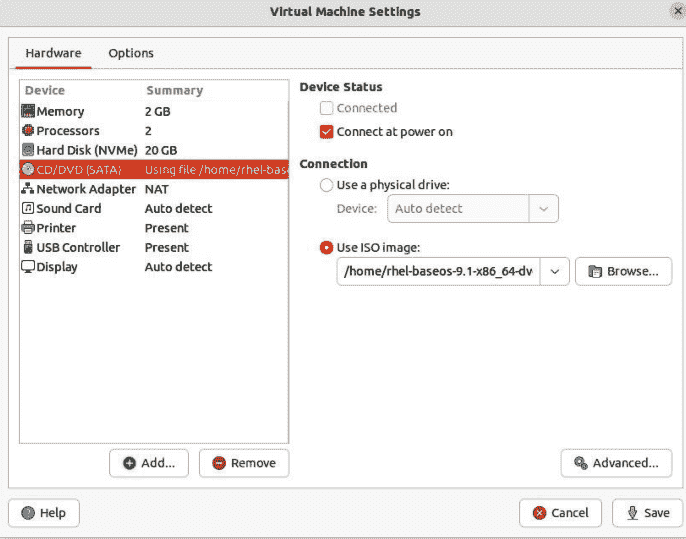 Virtual Machine Settings
Hardware Options
Device Summary
Memory 2 GB
Processors 2
Hard Disk (NVMe) 20 GB
CD/DVD (SATA) Using file /home/rhel-base
Network Adapter NAT
Sound Card Auto detect
Printer Present
USB Controller Present
Display Auto detect
Add... Remove
Device Status
Connected
Connect at power on
Connection
Use a physical drive:
Device: Auto detect
Use ISO image:
/home/rhel-baseos-9.1-x86_64-dv Browse...
Advanced...
Help Cancel Save